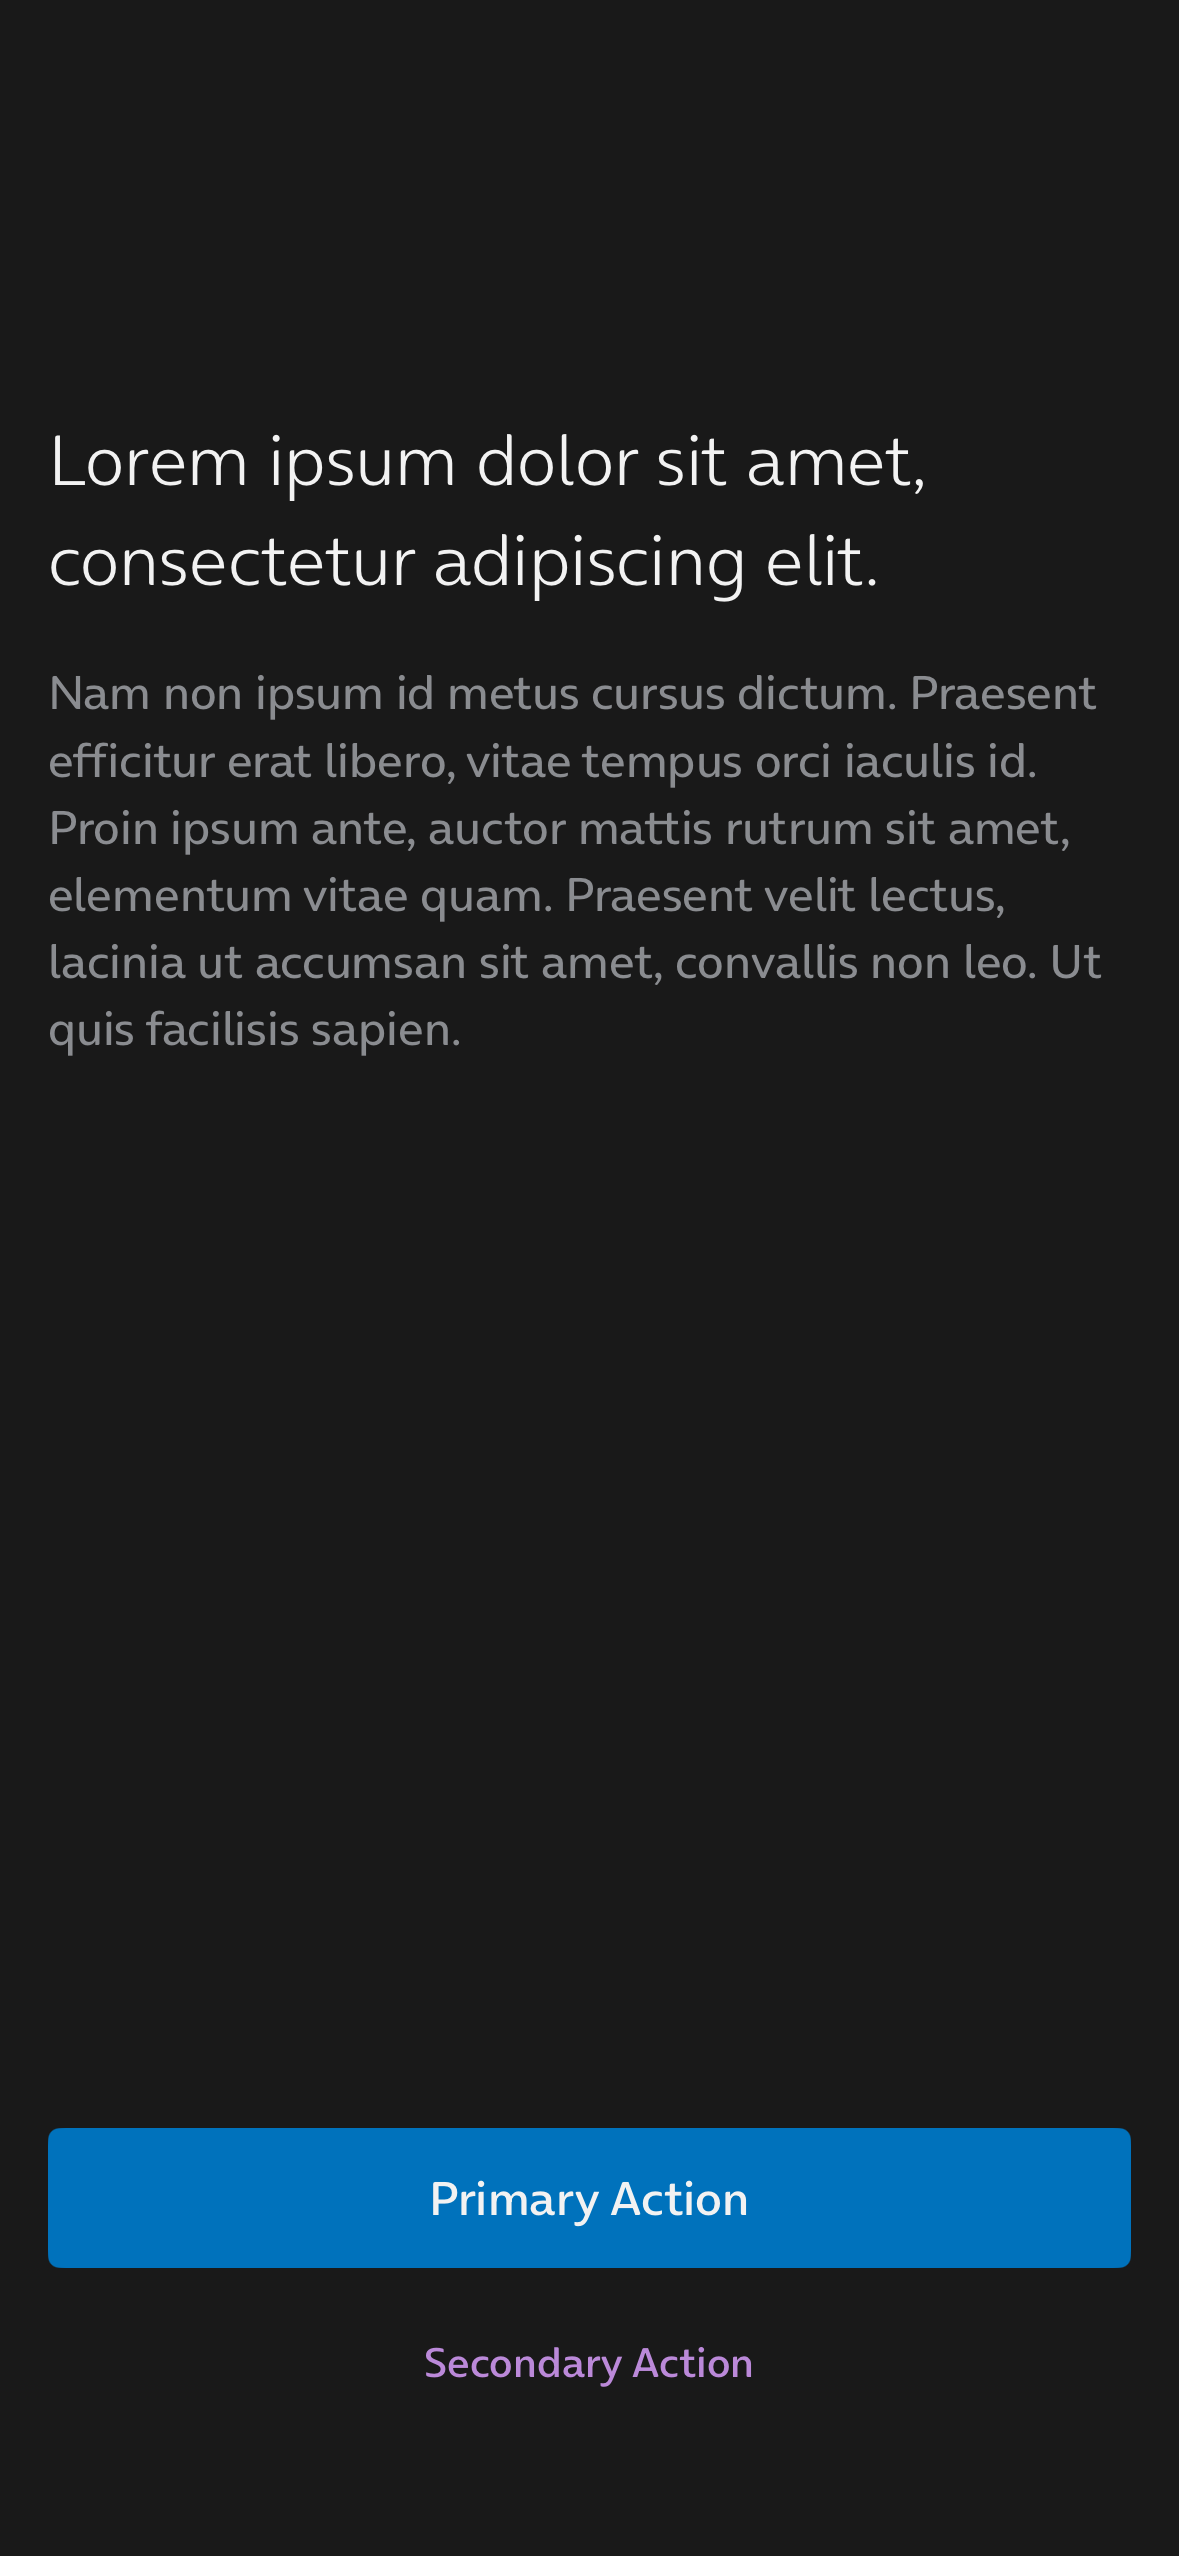 Lorem ipsum dolor sit amet,
consectetur adipiscing elit.
Nam non ipsum id metus cursus dictum. Praesent
efficitur erat libero, vitae tempus orci iaculis id.
Proin ipsum ante, auctor mattis rutrum sit amet,
elementum vitae quam. Praesent velit lectus,
lacinia ut accumsan sit amet, convallis non leo. Ut
quis facilisis sapien.
Primary Action
Secondary Action